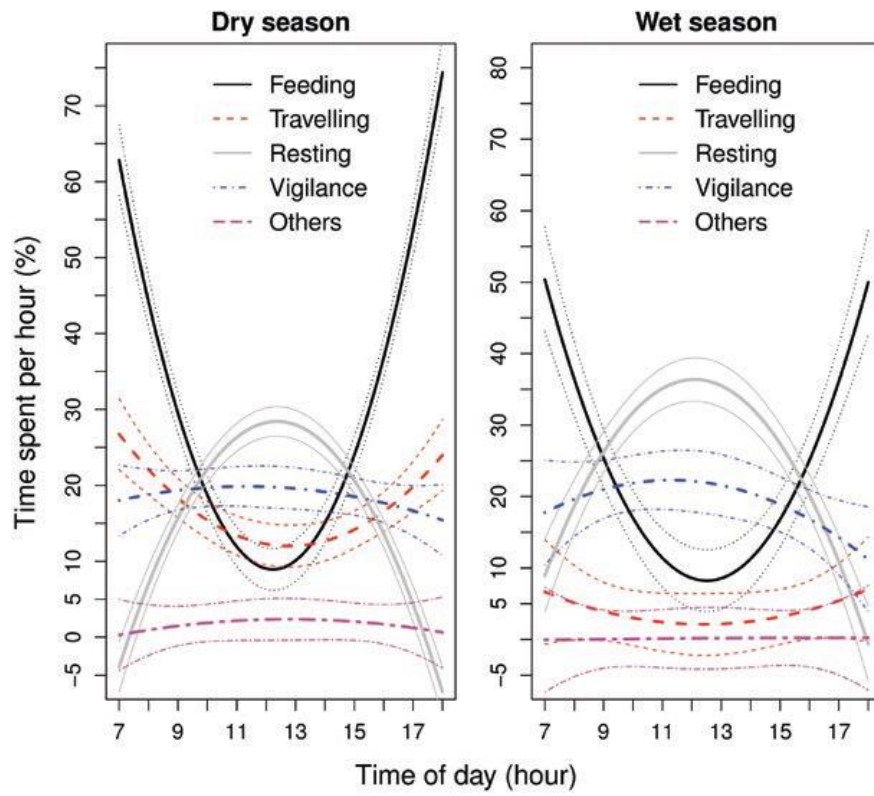 Dry season
Wet season
Time spent per hour (%)
70
60
50
40
30
20
10
5
0
−5
Feeding
Travelling
Resting
Vigilance
Others
7
9
11
13
15
17
80
70
60
50
40
30
20
10
5
−5
Feeding
Travelling
Resting
Vigilance
Others
7
9
11
13
15
17
Time of day (hour)